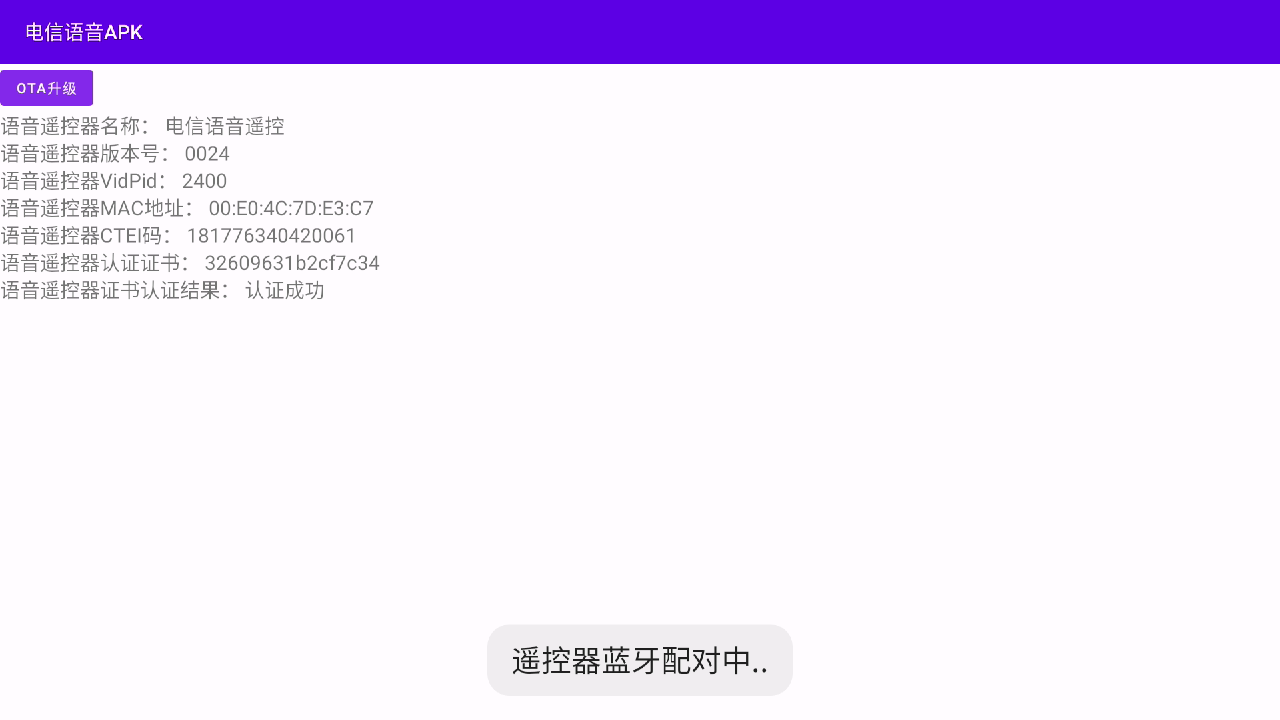 电信语音APK
OTA升级
语音遥控器名称： 电信语音遥控
语音遥控器版本号： 0024
语音遥控器VidPid： 2400
语音遥控器MAC地址： 00:E0:4C:7D:E3:C7
语音遥控器CTEI码： 181776340420061
语音遥控器认证证书： 32609631b2cf7c34
语音遥控器证书认证结果： 认证成功
遥控器蓝牙配对中..